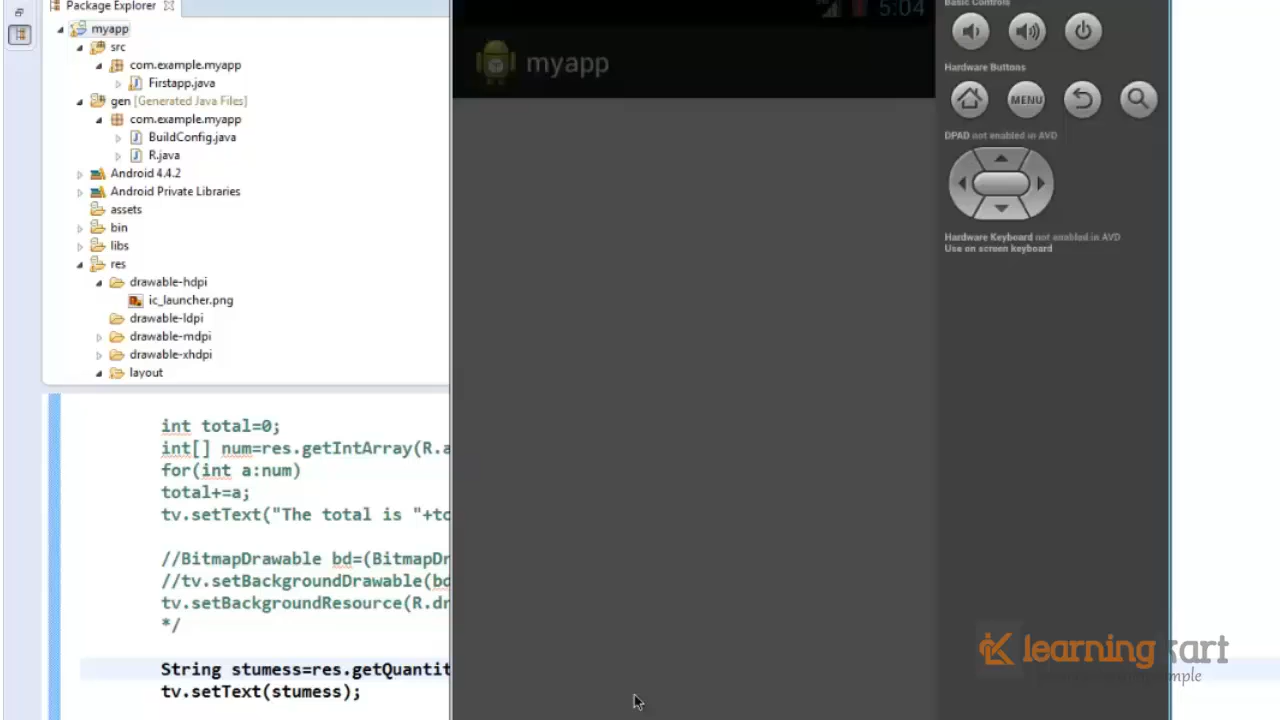 Package Explorer
myapp
src
com.example.myapp
Firstapp.java
gen [Generated Java Files]
com.example.myapp
BuildConfig.java
R.java
Android 4.4.2
Android Private Libraries
assets
bin
libs
res
drawable-hdpi
ic_launcher.png
drawable-ldpi
drawable-mdpi
drawable-xhdpi
layout
int total=0;
int[] num=res.getIntArray(R.a
for(int a:num)
total+=a;
tv.setText("The total is "+to
//BitmapDrawable bd=(BitmapDr
//tv.setBackgroundDrawable(bd
tv.setBackgroundResource(R.dr
*/
String stumess=res.getQuantit
tv.setText(stumess);
5:04
myapp
Basic Controls
Hardware Buttons
MENU
DPAD not enabled in AVD
Hardware Keyboard not enabled in AVD
Use on screen keyboard
learning kart